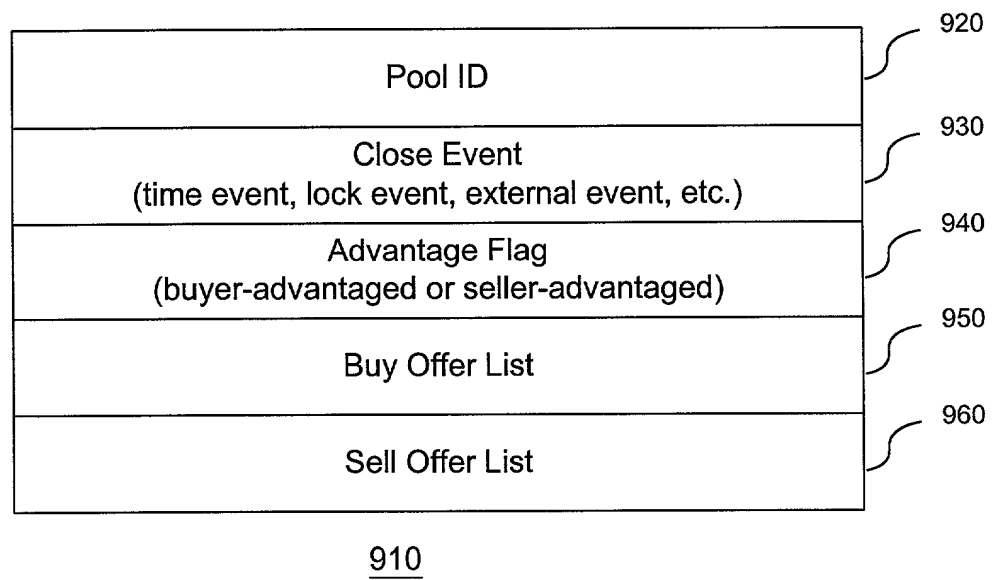 Pool ID
920
Close Event
(time event, lock event, external event, etc.)
930
Advantage Flag
(buyer-advantaged or seller-advantaged)
940
Buy Offer List
950
Sell Offer List
960
910